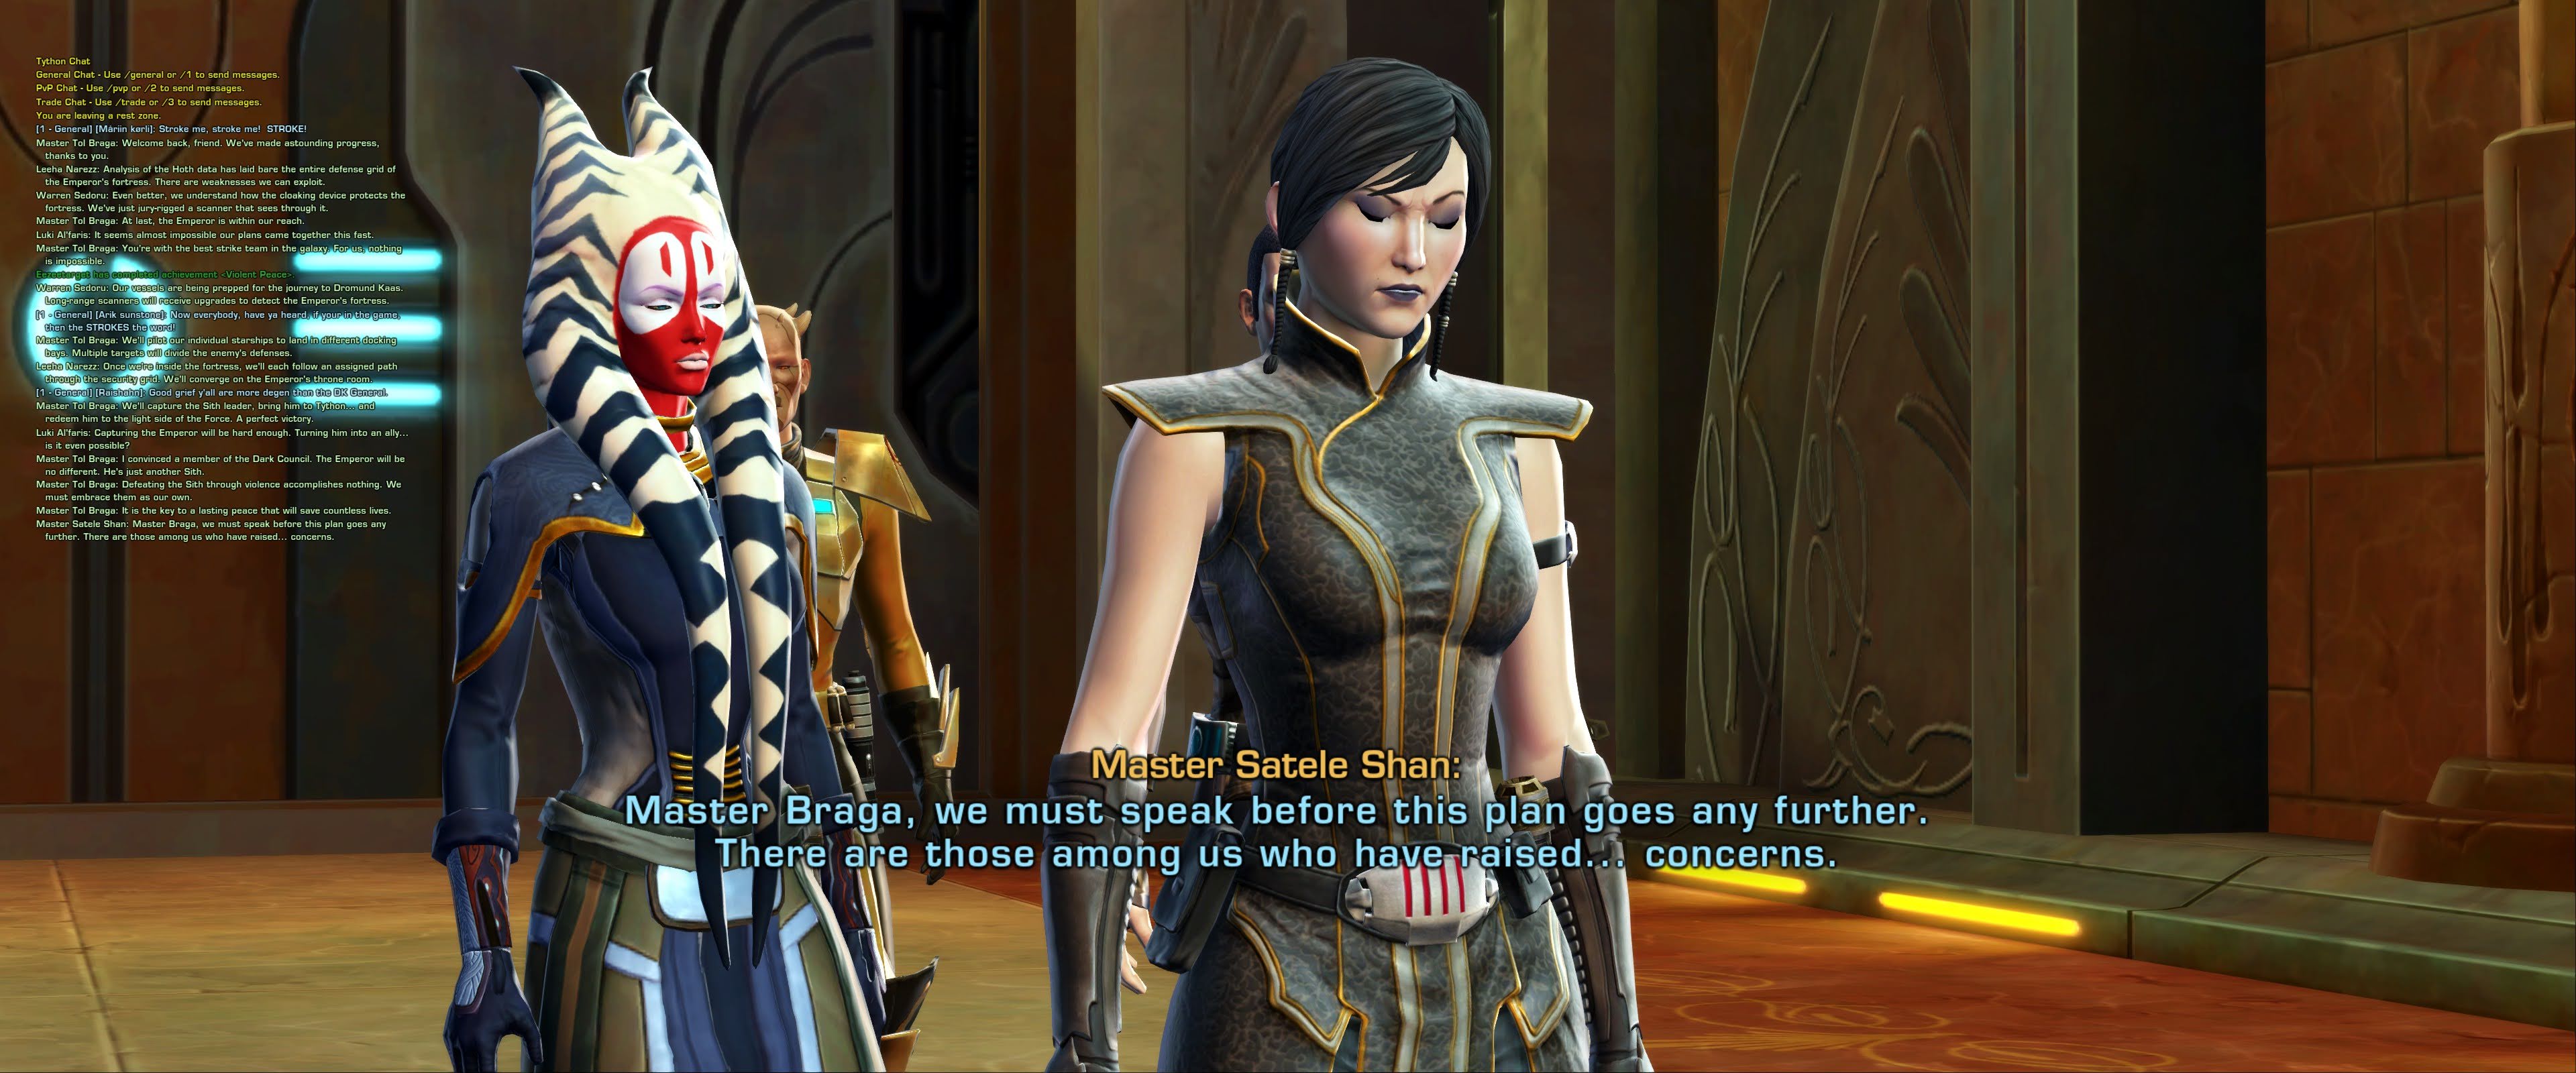 Tython Chat
General Chat - Use /general or /1 to send messages.
PvP Chat - Use /pvp or /2 to send messages.
Trade Chat - Use /trade or /3 to send messages.
You are leaving a rest zone.
[1 - General] [Máriin kørli]: Stroke me, stroke me!  STROKE!
Master Tol Braga: Welcome back, friend. We've made astounding progress,
thanks to you.
Leeha Narezz: Analysis of the Hoth data has laid bare the entire defense grid of
the Emperor's fortress. There are weaknesses we can exploit.
Warren Sedoru: Even better, we understand how the cloaking device protects the
fortress. We've just jury-rigged a scanner that sees through it.
Master Tol Braga: At last, the Emperor is within our reach.
Luki Al'faris: It seems almost impossible our plans came together this fast.
Master Tol Braga: You're with the best strike team in the galaxy. For us, nothing
is impossible.
has completed achievement <Violent Peace>.
Warren Sedoru: Our vessels are being prepped for the journey to Dromund Kaas.
Long-range scanners will receive upgrades to detect the Emperor's fortress.
[1 - General] [Arik sunstone]: Now everybody, have ya heard, if your in the game,
then the STROKES the word!
Master Tol Braga: We'll pilot our individual starships to land in different docking
bays. Multiple targets will divide the enemy's defenses.
Leeha Narezz: Once we're inside the fortress, we'll each follow an assigned path
through the security grid. We'll converge on the Emperor's throne room.
[1 - General] [Raishahn]: Good grief y'all are more degen than the DK General.
Master Tol Braga: We'll capture the Sith leader, bring him to Tython... and
redeem him to the light side of the Force. A perfect victory.
Luki Al'faris: Capturing the Emperor will be hard enough. Turning him into an ally...
is it even possible?
Master Tol Braga: I convinced a member of the Dark Council. The Emperor will be
no different. He's just another Sith.
Master Tol Braga: Defeating the Sith through violence accomplishes nothing. We
must embrace them as our own.
Master Tol Braga: It is the key to a lasting peace that will save countless lives.
Master Satele Shan: Master Braga, we must speak before this plan goes any
further. There are those among us who have raised... concerns.
Master Satele Shan:
Master Braga, we must speak before this plan goes any further.
There are those among us who have raised... concerns.